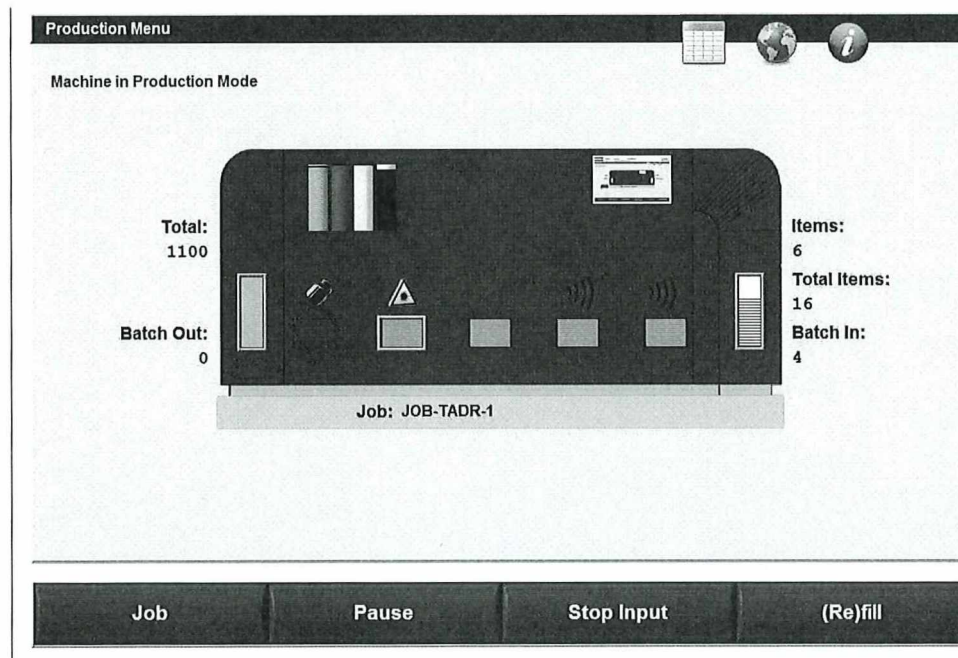 Production Menu
Machine in Production Mode
Total:
1100
Batch Out:
0
Items:
6
Total Items:
16
Batch In:
4
Job: JOB-TADR-1
Job
Pause
Stop Input
(Re)fill